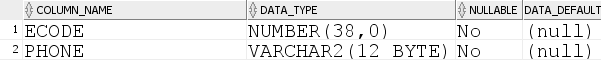 COLUMN_NAME DATA_TYPE NULLABLE DATA_DEFAULT
1 ECODE NUMBER(38,0) No (null)
2 PHONE VARCHAR2(12 BYTE) No (null)